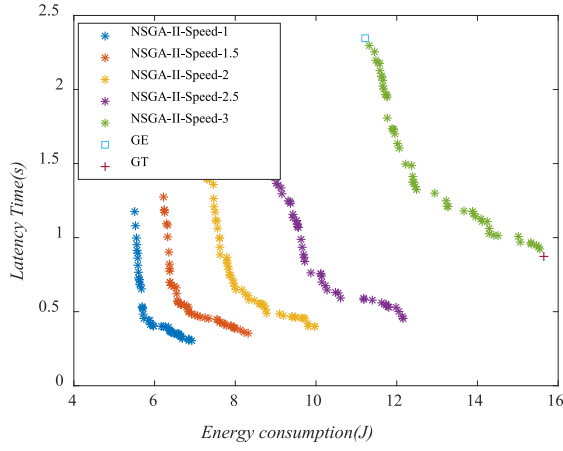 2.5
2
1.5
1
0.5
0
Latency Time(s)
NSGA-II-Speed-1
NSGA-II-Speed-1.5
NSGA-II-Speed-2
NSGA-II-Speed-2.5
NSGA-II-Speed-3
GE
GT
4 6 8 10 12 14 16
Energy consumption(J)